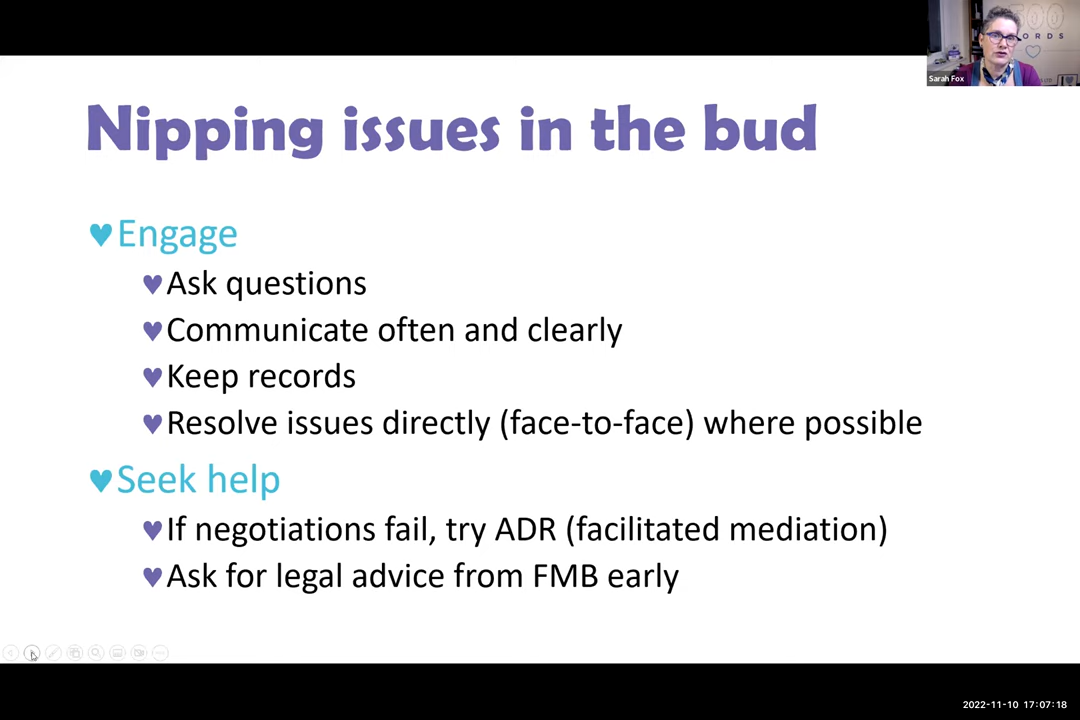 500
ORDS
Sarah Fox
Nipping issues in the bud
♥Engage
♥Ask questions
♥Communicate often and clearly
♥Keep records
♥Resolve issues directly (face-to-face) where possible
♥Seek help
♥If negotiations fail, try ADR (facilitated mediation)
♥Ask for legal advice from FMB early
2022-11-10 17:07:18